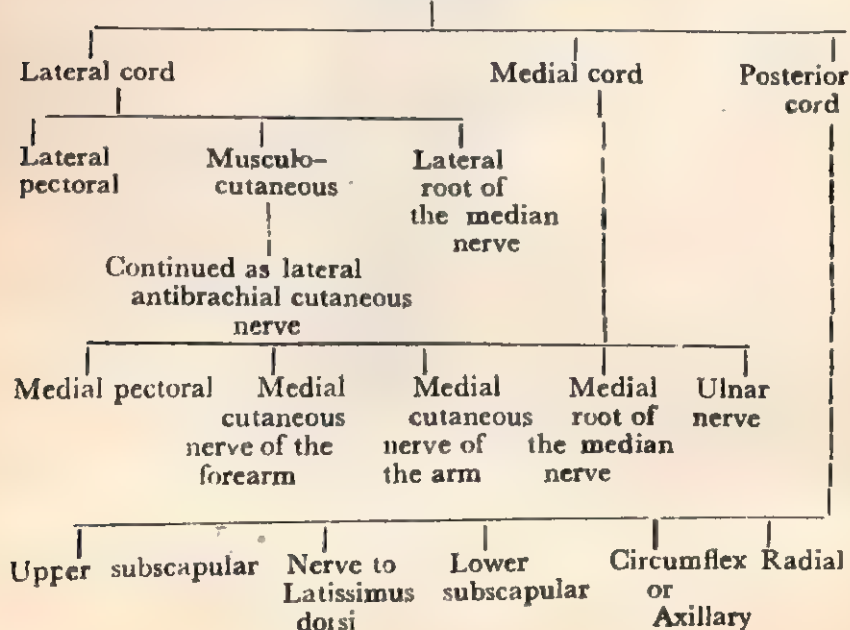 Lateral cord
Medial cord
Posterior
cord
Lateral
pectoral
Musculo-
cutaneous
Lateral
root of
the median
nerve
Continued as lateral
antibrachial cutaneous
nerve
Medial pectoral
Medial
cutaneous
nerve of the
forearm
Medial
cutaneous
nerve of
the arm
Medial
root of
the median
nerve
Ulnar
nerve
Upper subscapular
Nerve to
Latissimus
dorsi
Lower
subscapular
Circumflex
or
Axillary
Radial